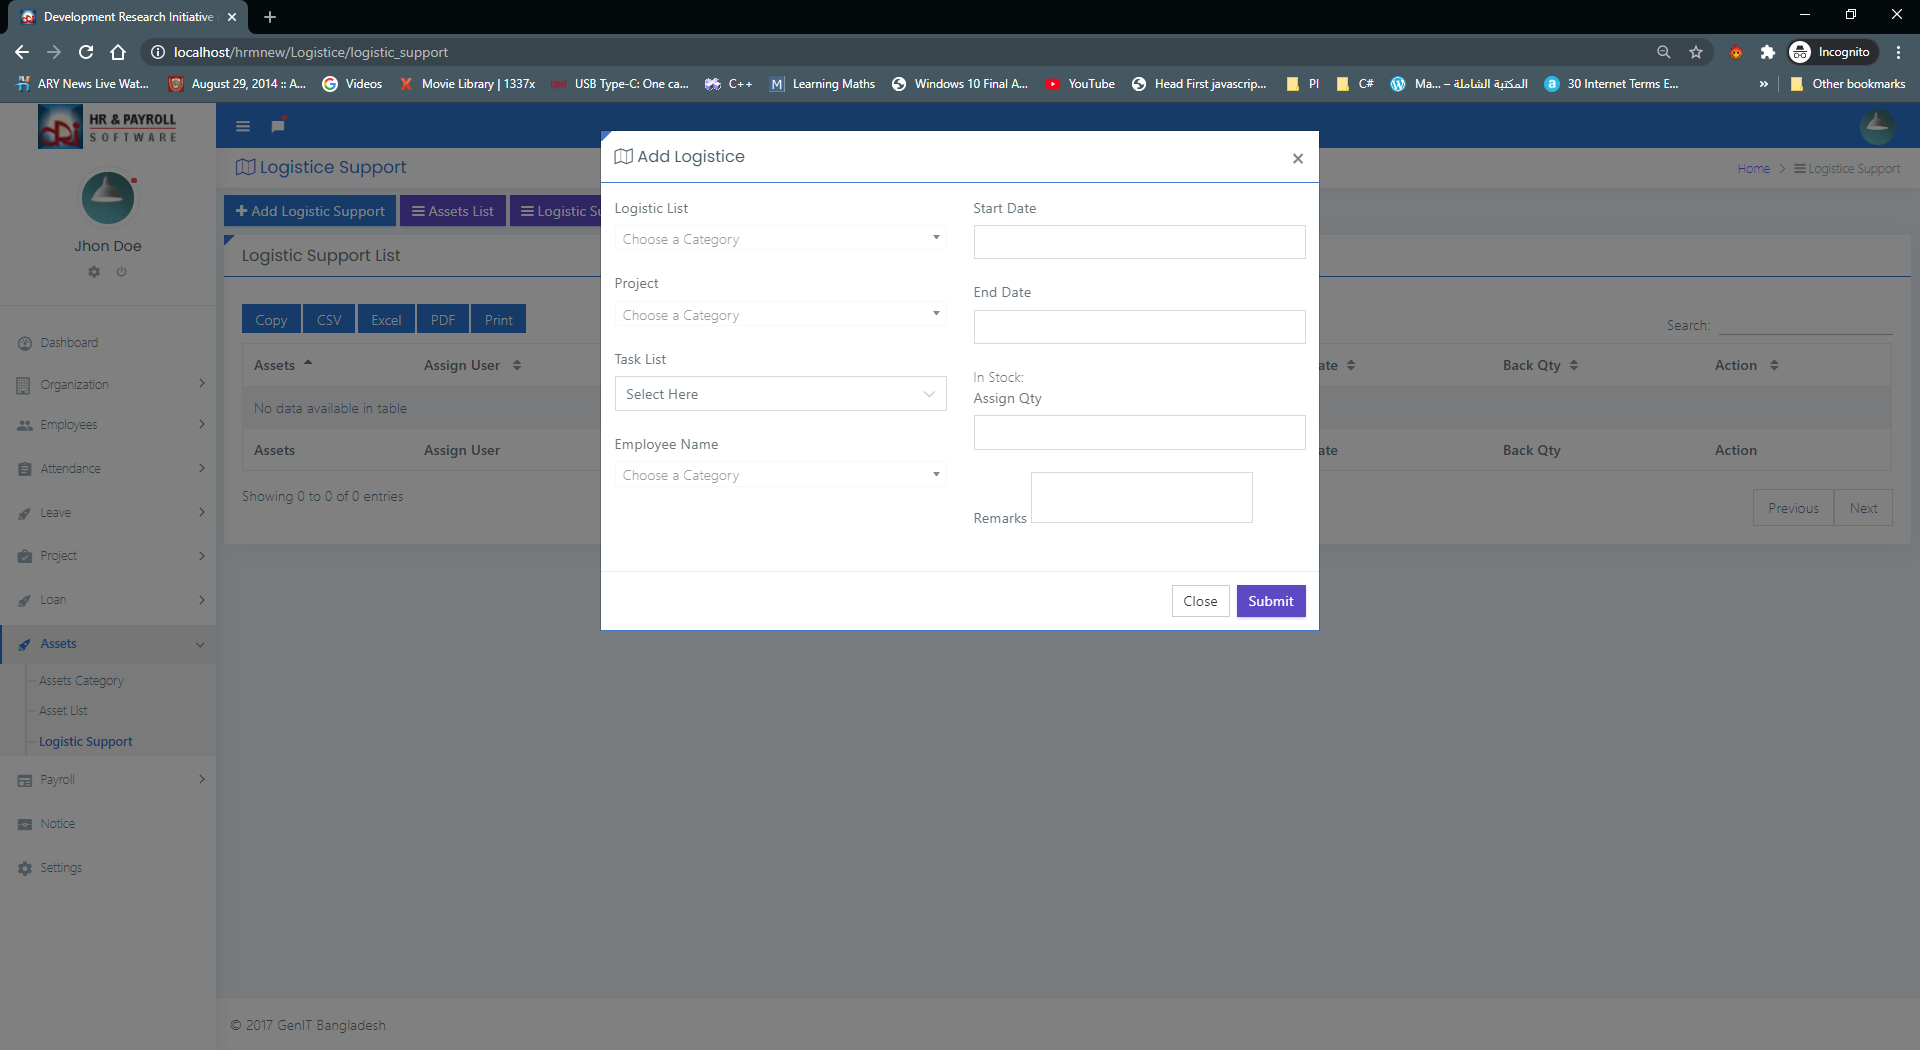 Development Research Initiative
localhost/hrmnew/Logistice/logistic_support
Incognito
ARY News Live Wat...
August 29, 2014 :: A...
Videos
Movie Library | 1337x
USB Type-C: One ca...
C++
Learning Maths
Windows 10 Final A...
YouTube
Head First javascrip...
PI
C#
Ma... – المكتبة الشاملة
30 Internet Terms E...
»
Other bookmarks
HR & PAYROLL
SOFTWARE
Jhon Doe
Dashboard
Organization
Employees
Attendance
Leave
Project
Loan
Assets
Assets Category
Asset List
Logistic Support
Payroll
Notice
Settings
Logistice Support
Home > Logistice Support
Add Logistic Support
Assets List
Logistic Su
Logistic Support List
Copy
CSV
Excel
PDF
Print
Search:
Assets
Assign User
ate
Back Qty
Action
No data available in table
Assets
Assign User
ate
Back Qty
Action
Showing 0 to 0 of 0 entries
Previous
Next
Add Logistice
×
Logistic List
Choose a Category
Project
Choose a Category
Task List
Select Here
Employee Name
Choose a Category
Start Date
End Date
In Stock:
Assign Qty
Remarks
Close
Submit
© 2017 GenIT Bangladesh